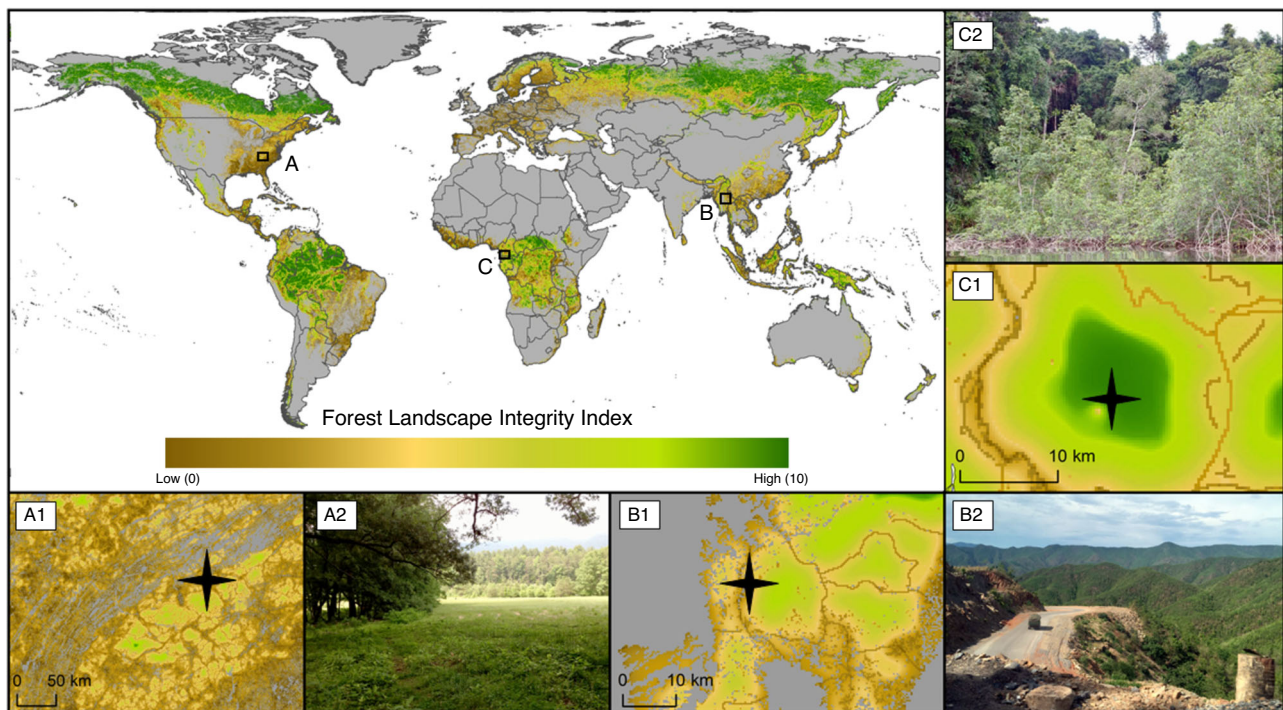 A
B
C
Forest Landscape Integrity Index
Low (0)
High (10)
C2
C1
0
10 km
A1
0
50 km
A2
B1
0
10 km
B2